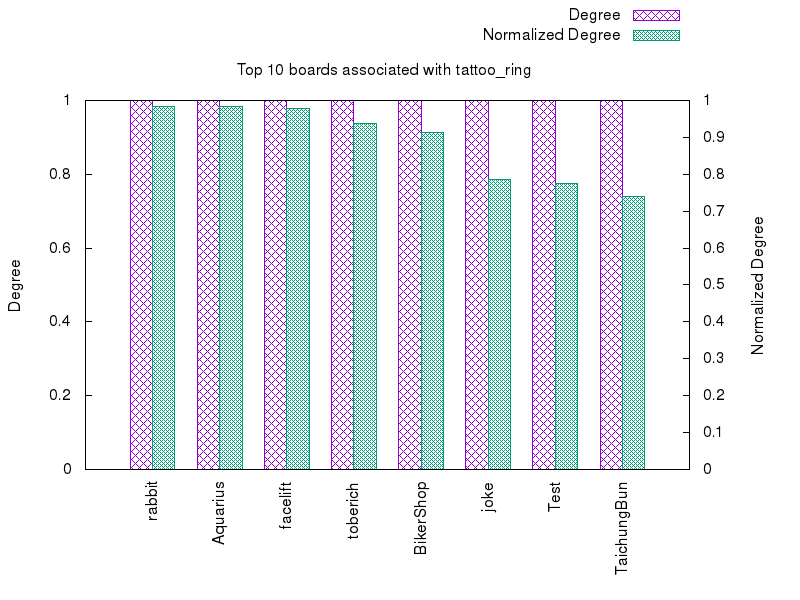 Degree
Normalized Degree
Top 10 boards associated with tattoo_ring
1
0.8
0.6
0.4
0.2
0
1
0.9
0.8
0.7
0.6
0.5
0.4
0.3
0.2
0.1
0
Degree
Normalized Degree
rabbit
Aquarius
facelift
toberich
BikerShop
joke
Test
TaichungBun